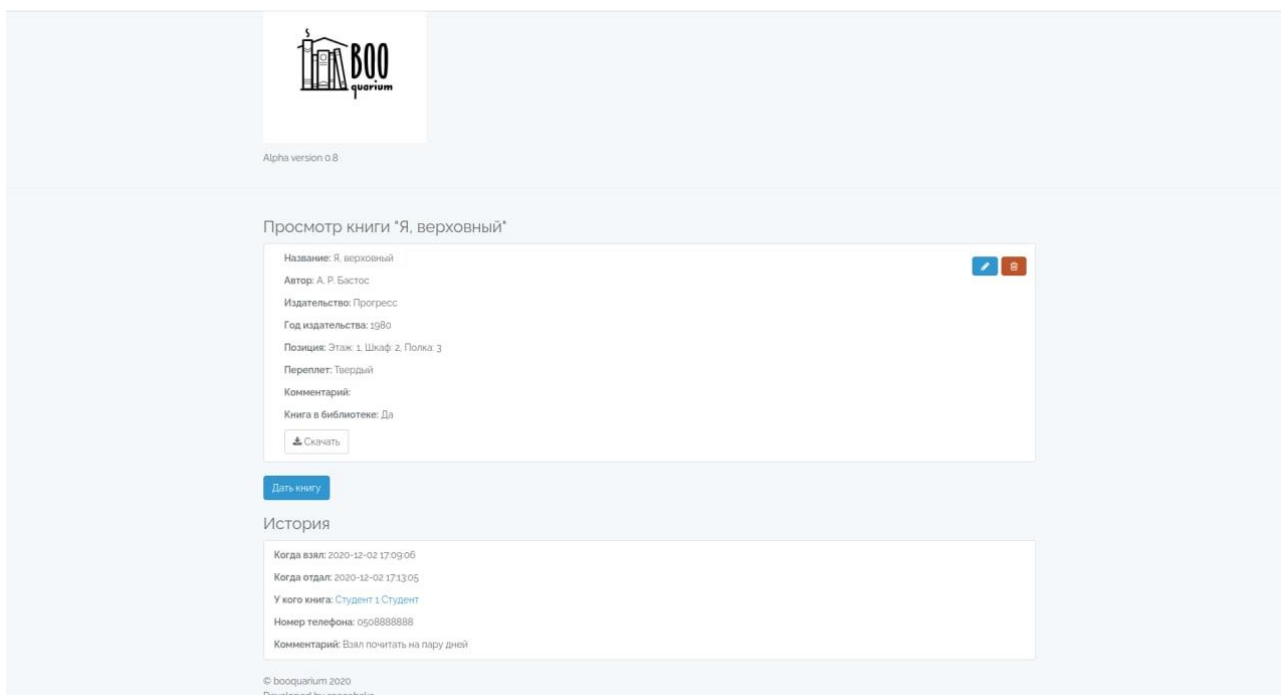 BOO
quarium
Alpha version 0.8
Просмотр книги "Я, верховный"
Название: Я, верховный
Автор: А. Р. Бастос
Издательство: Прогресс
Год издательства: 1980
Позиция: Этаж: 1, Шкаф: 2, Полка: 3
Переплет: Твердый
Комментарий:
Книга в библиотеке: Да
Скачать
Дать книгу
История
Когда взял: 2020-12-02 17:09:06
Когда отдал: 2020-12-02 17:13:05
У кого книга: Студент 1 Студент
Номер телефона: 0508888888
Комментарий: Взял почитать на пару дней
© booquarium 2020
Developed by